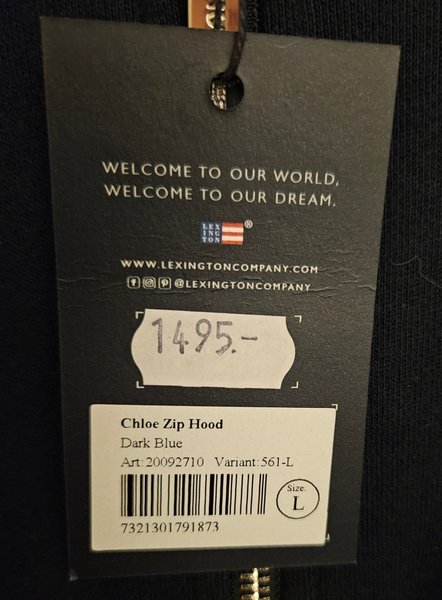 WELCOME TO OUR WORLD,
WELCOME TO OUR DREAM.
LEX
ING
TON
®
WWW.LEXINGTONCOMPANY.COM
@LEXINGTONCOMPANY
1495.-
Chloe Zip Hood
Dark Blue
Art:20092710 Variant:561-L
Size:
L
7321301791873